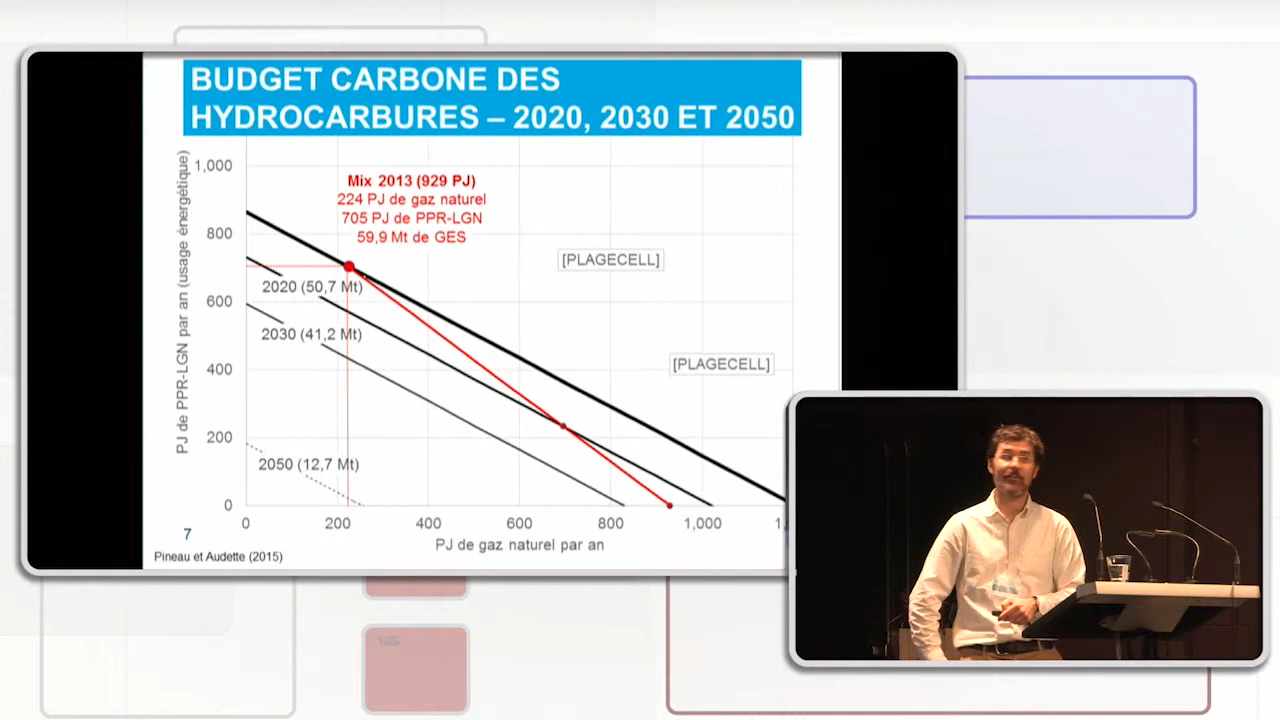 BUDGET CARBONE DES
HYDROCARBURES – 2020, 2030 ET 2050
PJ de PPR-LGN par an (usage énergétique)
1,000
800
600
400
200
0
Mix 2013 (929 PJ)
224 PJ de gaz naturel
705 PJ de PPR-LGN
59,9 Mt de GES
[PLAGECELL]
2020 (50,7 Mt)
2030 (41,2 Mt)
[PLAGECELL]
2050 (12,7 Mt)
0
200
400
600
800
1,000
PJ de gaz naturel par an
7
Pineau et Audette (2015)